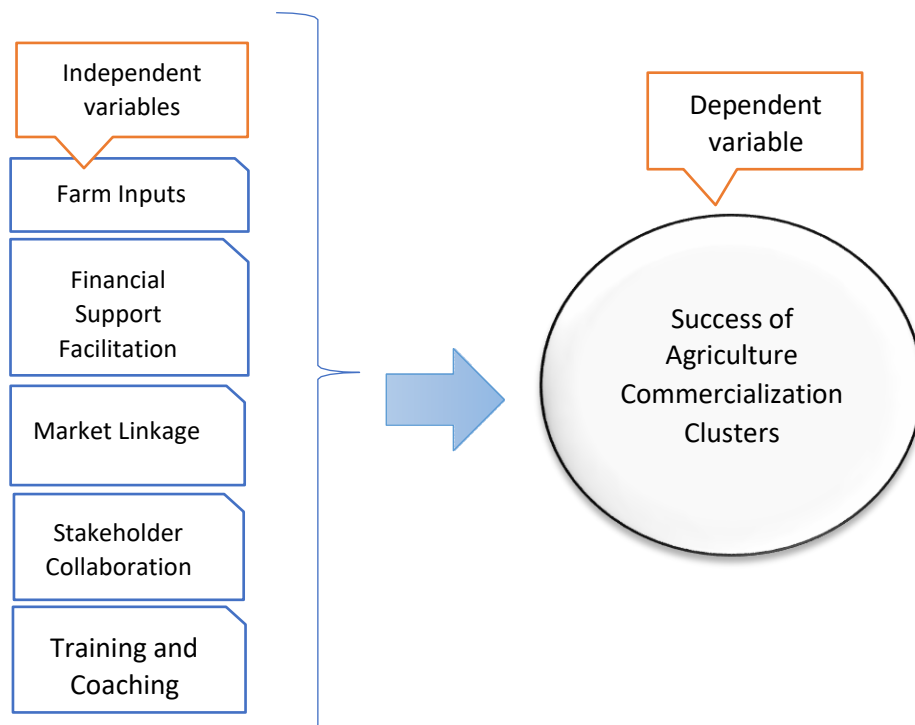 Independent
variables
Farm Inputs
Financial
Support
Facilitation
Market Linkage
Stakeholder
Collaboration
Training and
Coaching
Dependent
variable
Success of
Agriculture
Commercialization
Clusters